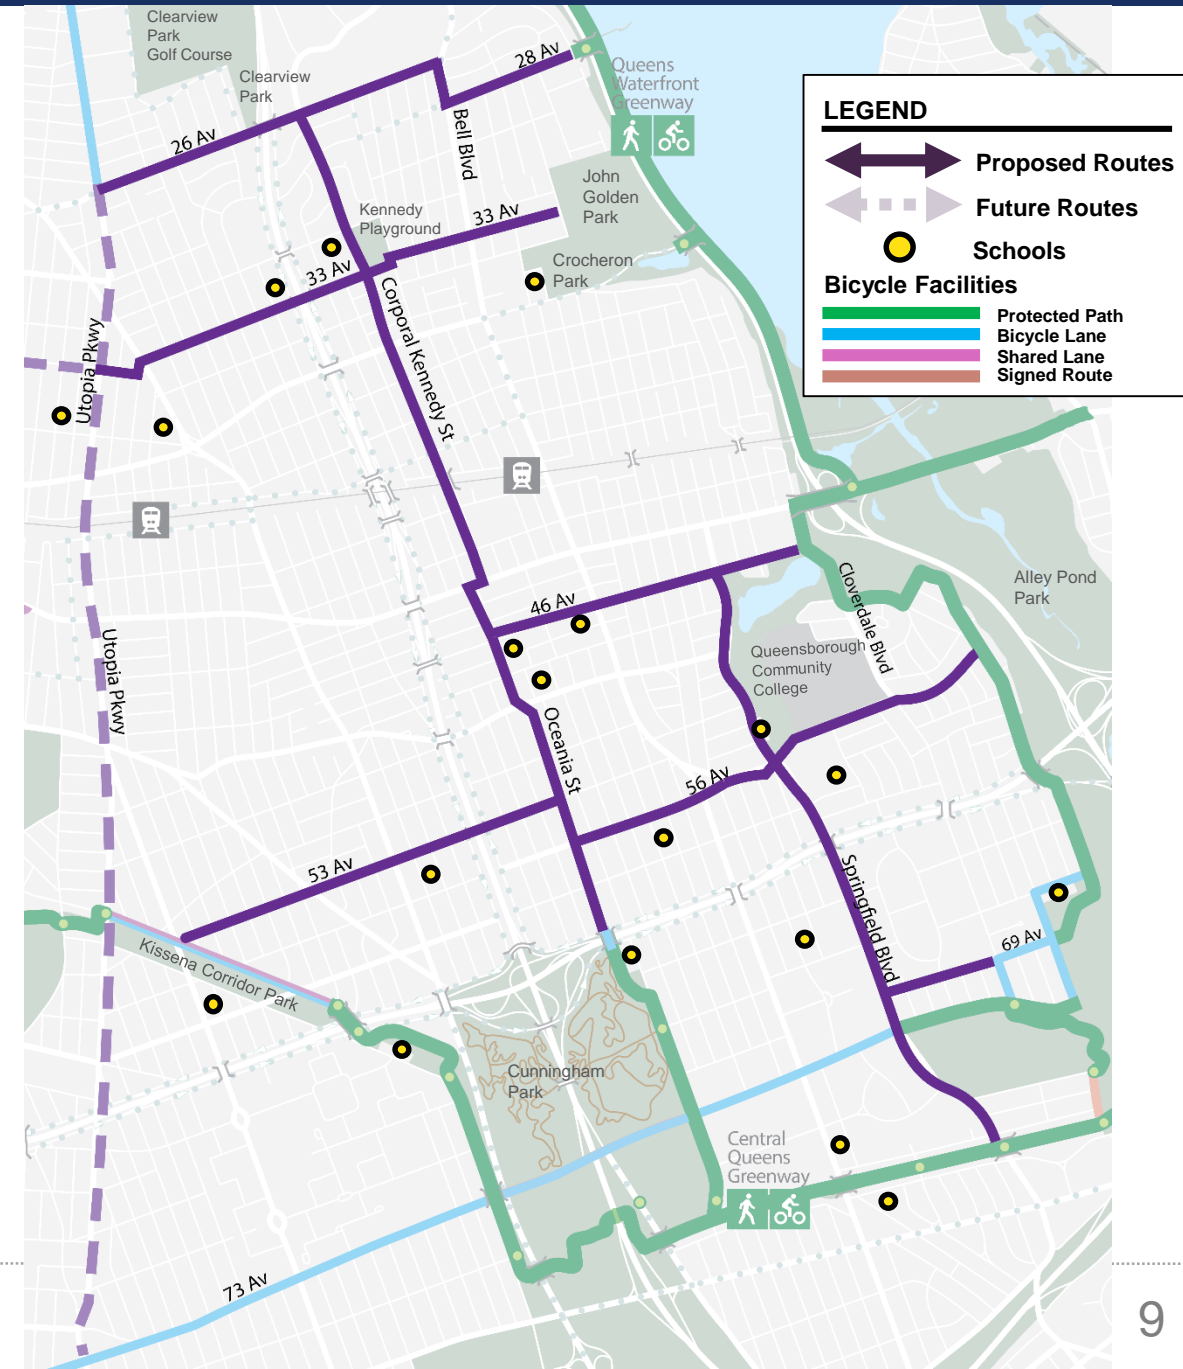 Clearview
Park
Golf Course
Clearview
Park
28 Av
Queens
Waterfront
Greenway
LEGEND
Proposed Routes
Future Routes
Schools
Bicycle Facilities
Protected Path
Bicycle Lane
Shared Lane
Signed Route
26 Av
Bell Blvd
John
Golden
Park
Kennedy
Playground
33 Av
Crocheron
Park
33 Av
Corporal Kennedy St
Utopia Pkwy
Cloverdale Blvd
Alley Pond
Park
46 Av
Utopia Pkwy
Queensborough
Community
College
Oceania St
56 Av
53 Av
Springfield Blvd
69 Av
Kissena Corridor Park
Cunningham
Park
Central
Queens
Greenway
73 Av
9